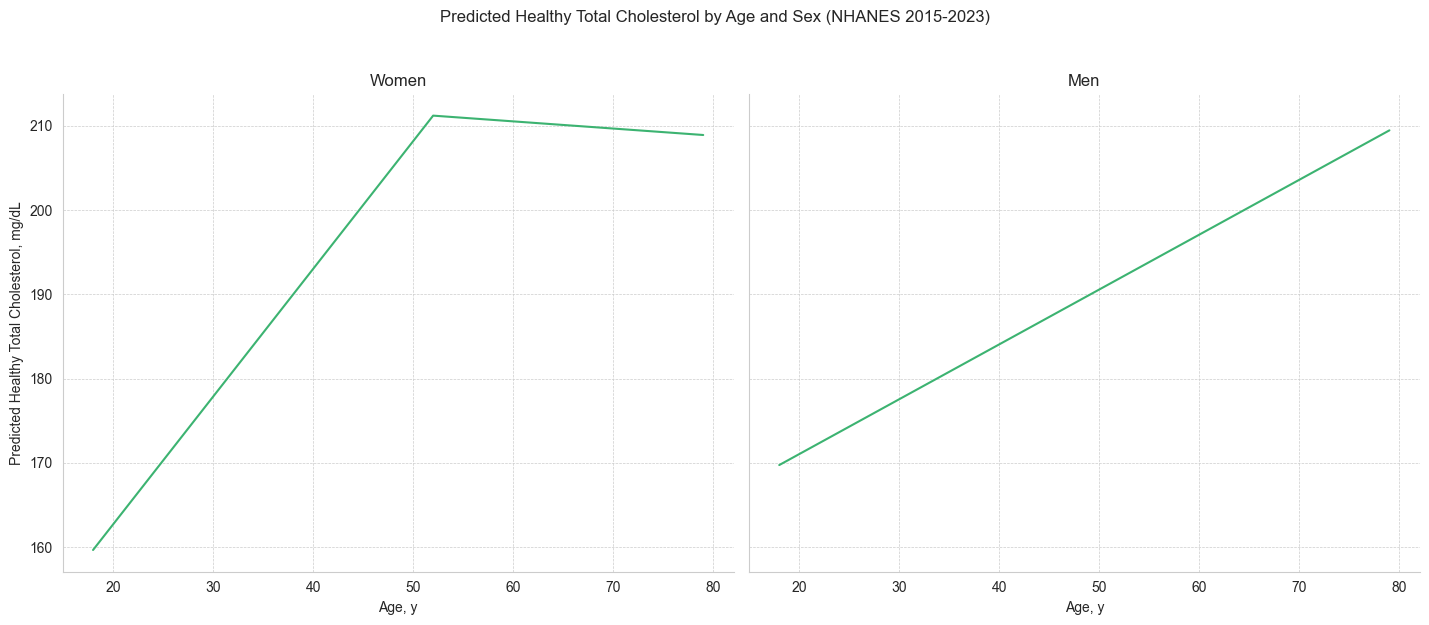 Predicted Healthy Total Cholesterol by Age and Sex (NHANES 2015-2023)
Women
Men
Predicted Healthy Total Cholesterol, mg/dL
210
200
190
180
170
160
20 30 40 50 60 70 80
20 30 40 50 60 70 80
Age, y
Age, y